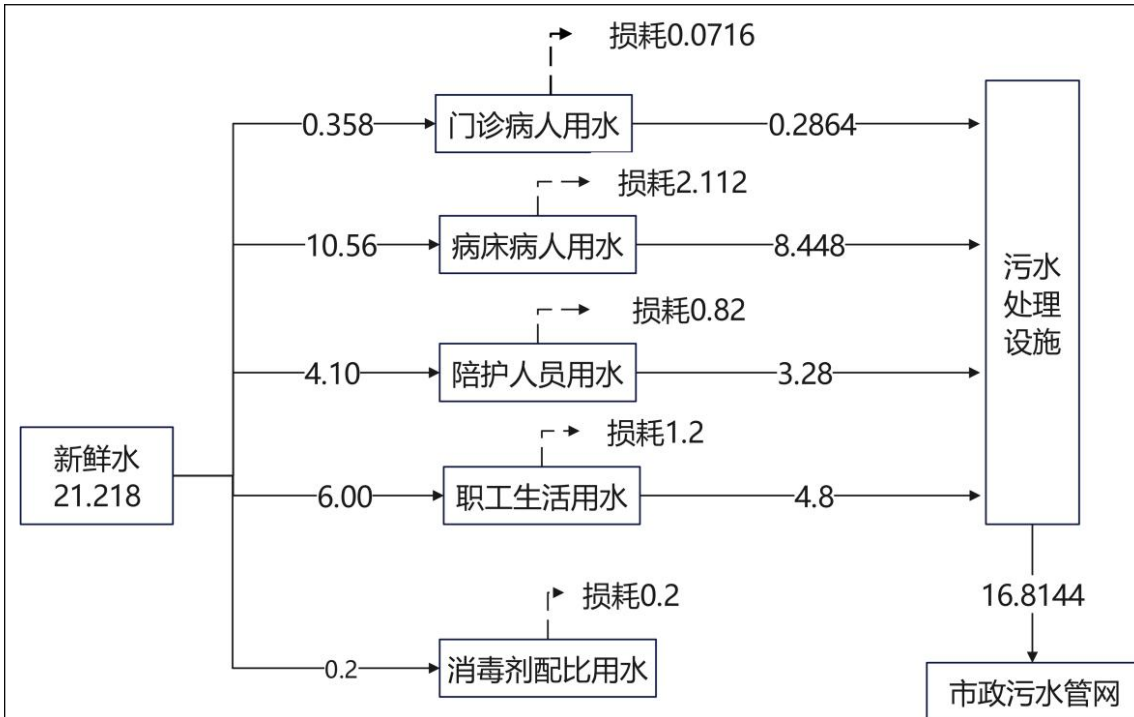 损耗0.0716
0.358
门诊病人用水
0.2864
损耗2.112
10.56
病床病人用水
8.448
污水
处理
设施
损耗0.82
4.10
陪护人员用水
3.28
损耗1.2
新鲜水
21.218
6.00
职工生活用水
4.8
损耗0.2
16.8144
0.2
消毒剂配比用水
市政污水管网